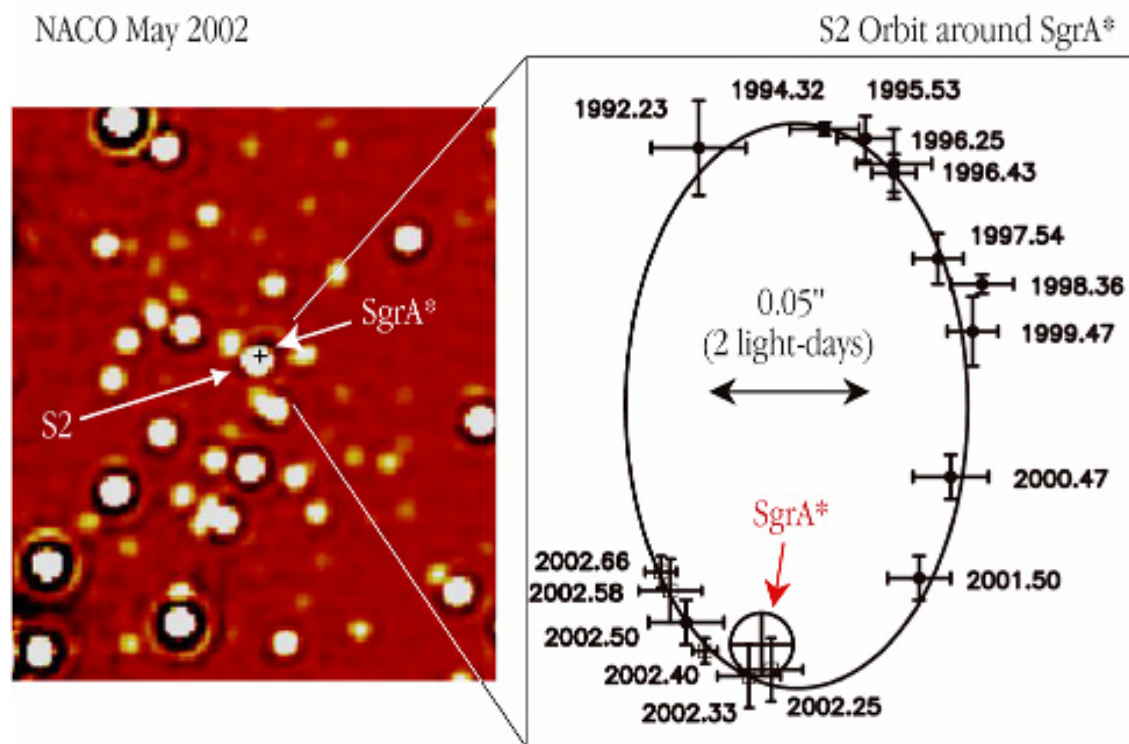 NACO May 2002
S2 Orbit around SgrA*
SgrA*
S2
1992.23
1994.32
1995.53
1996.25
1996.43
1997.54
1998.36
1999.47
0.05"
(2 light-days)
2000.47
SgrA*
2001.50
2002.66
2002.58
2002.50
2002.40
2002.33
2002.25